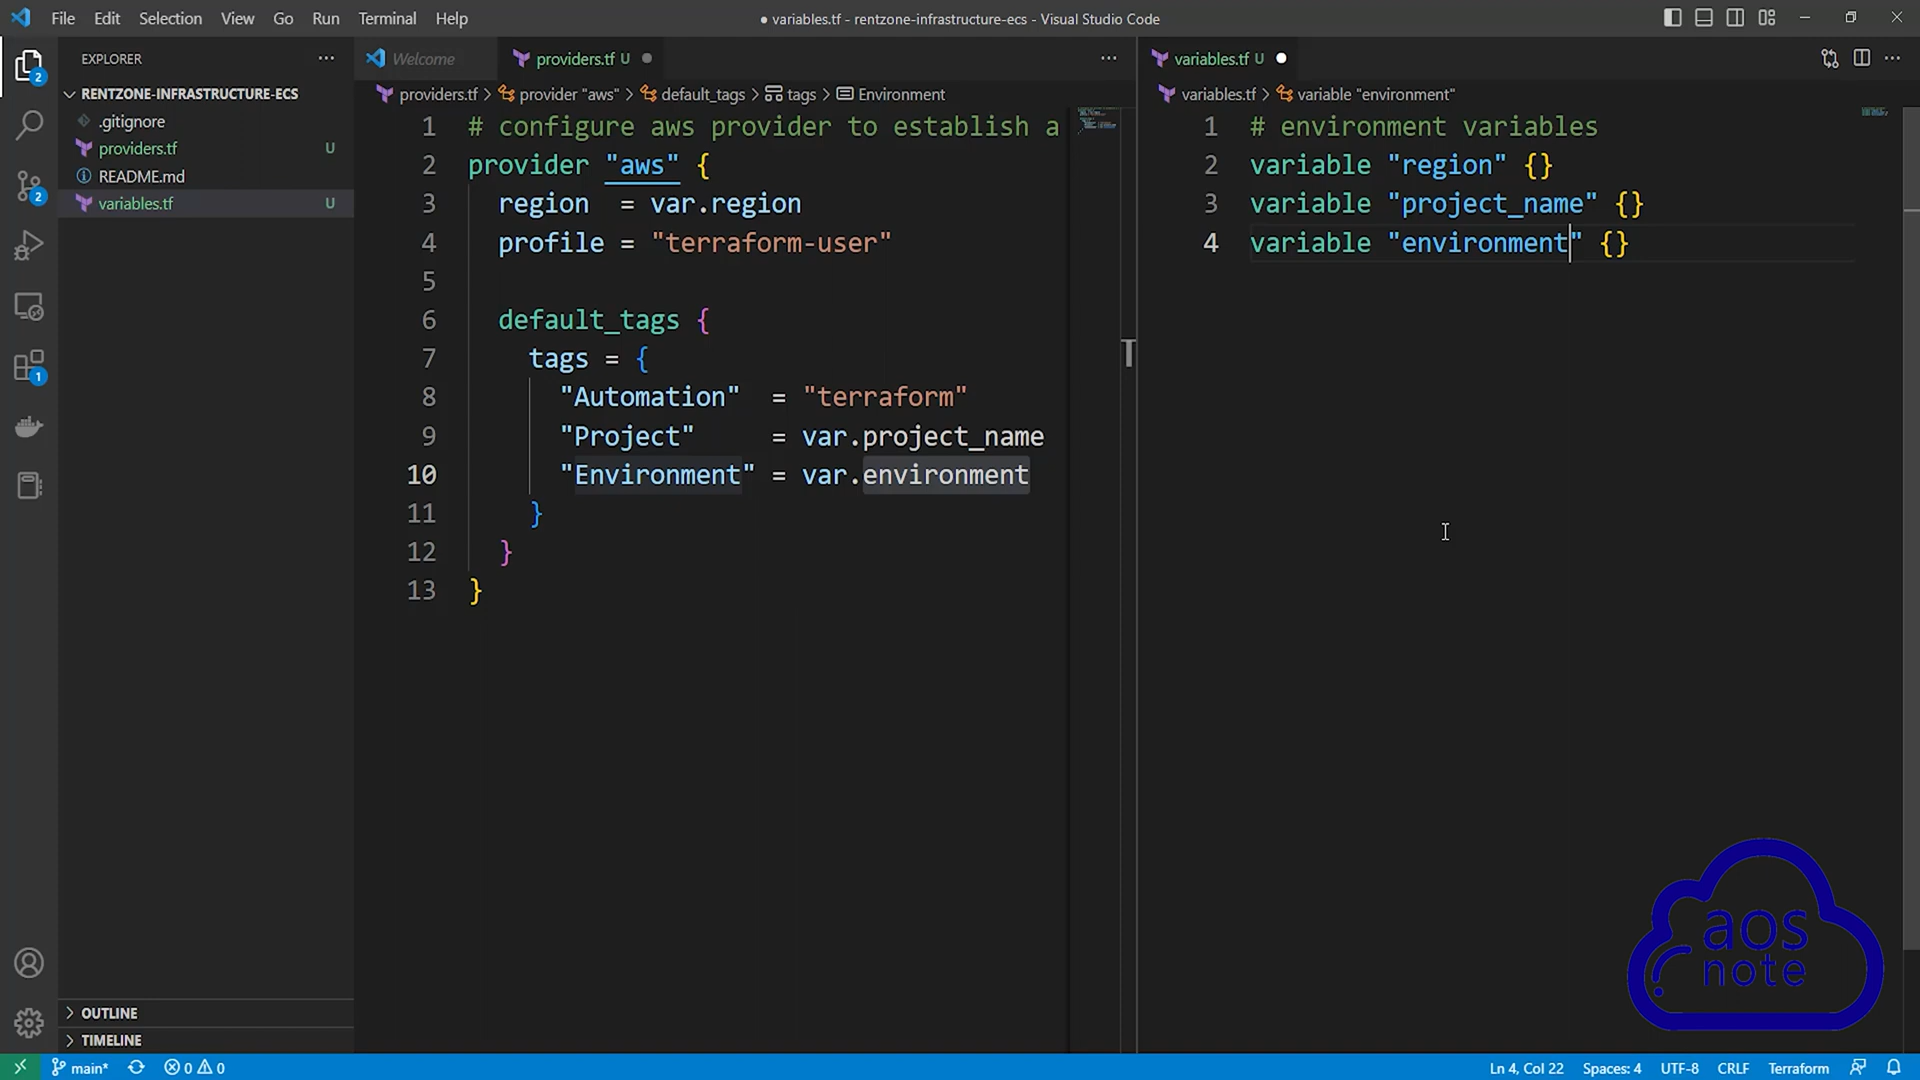 File Edit Selection View Go Run Terminal Help
● variables.tf - rentzone-infrastructure-ecs - Visual Studio Code
EXPLORER
RENTZONE-INFRASTRUCTURE-ECS
.gitignore
providers.tf U
README.md
variables.tf U
OUTLINE
TIMELINE
2
2
1
Welcome
providers.tf U
providers.tf > provider "aws" > default_tags > tags > Environment
1 # configure aws provider to establish a
2 provider "aws" {
3 region = var.region
4 profile = "terraform-user"
5
6 default_tags {
7 tags = {
8 "Automation" = "terraform"
9 "Project" = var.project_name
10 "Environment" = var.environment
11 }
12 }
13 }
variables.tf U
variables.tf > variable "environment"
1 # environment variables
2 variable "region" {}
3 variable "project_name" {}
4 variable "environment" {}
aos
note
main* 0 0
Ln 4, Col 22 Spaces: 4 UTF-8 CRLF Terraform